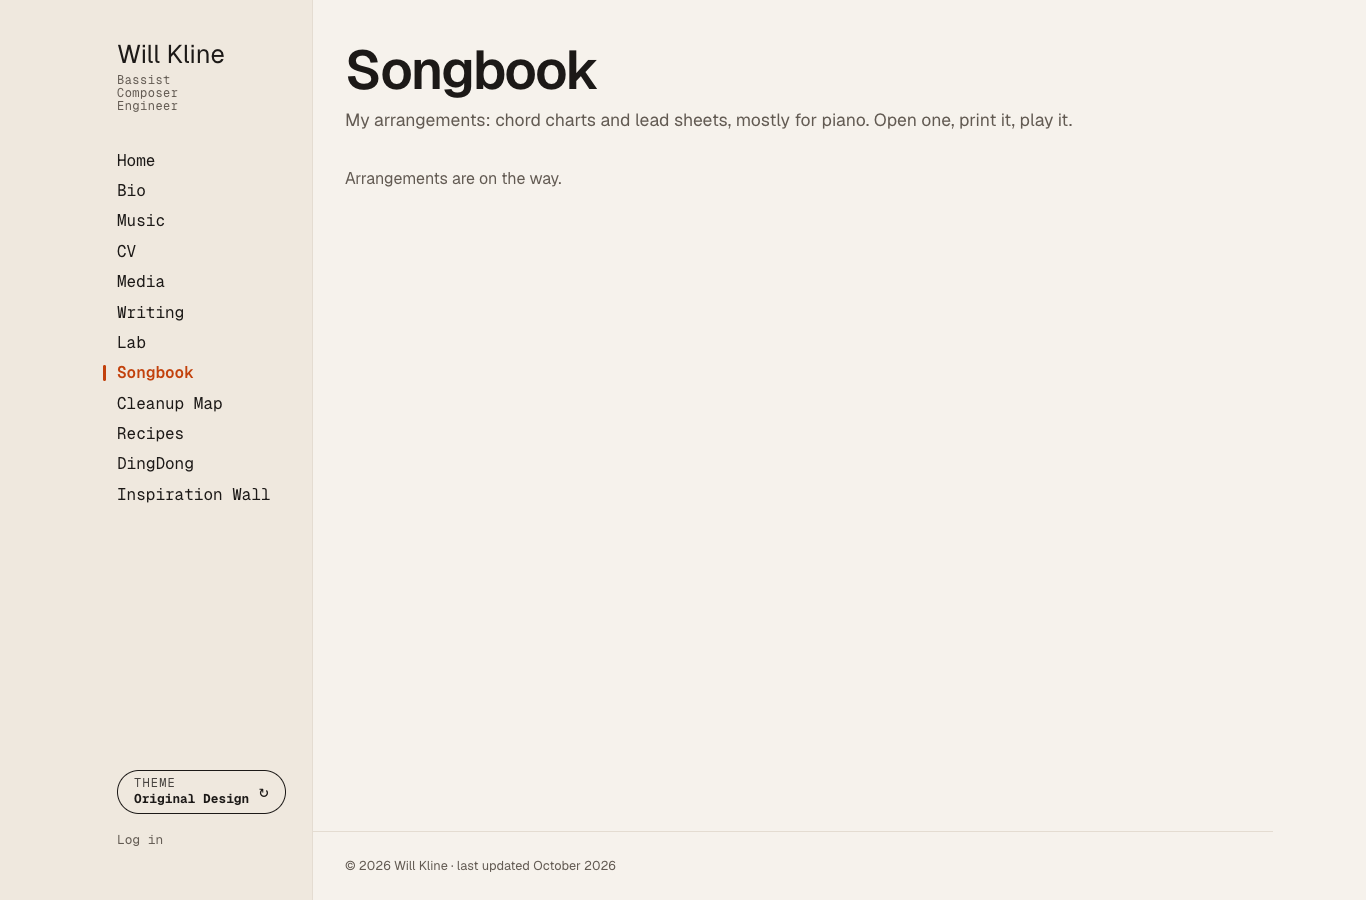 Will Kline
Bassist
Composer
Engineer
Home
Bio
Music
CV
Media
Writing
Lab
Songbook
Cleanup Map
Recipes
DingDong
Inspiration Wall
THEME
Original Design ↻
Log in
Songbook
My arrangements: chord charts and lead sheets, mostly for piano. Open one, print it, play it.
Arrangements are on the way.
© 2026 Will Kline · last updated October 2026